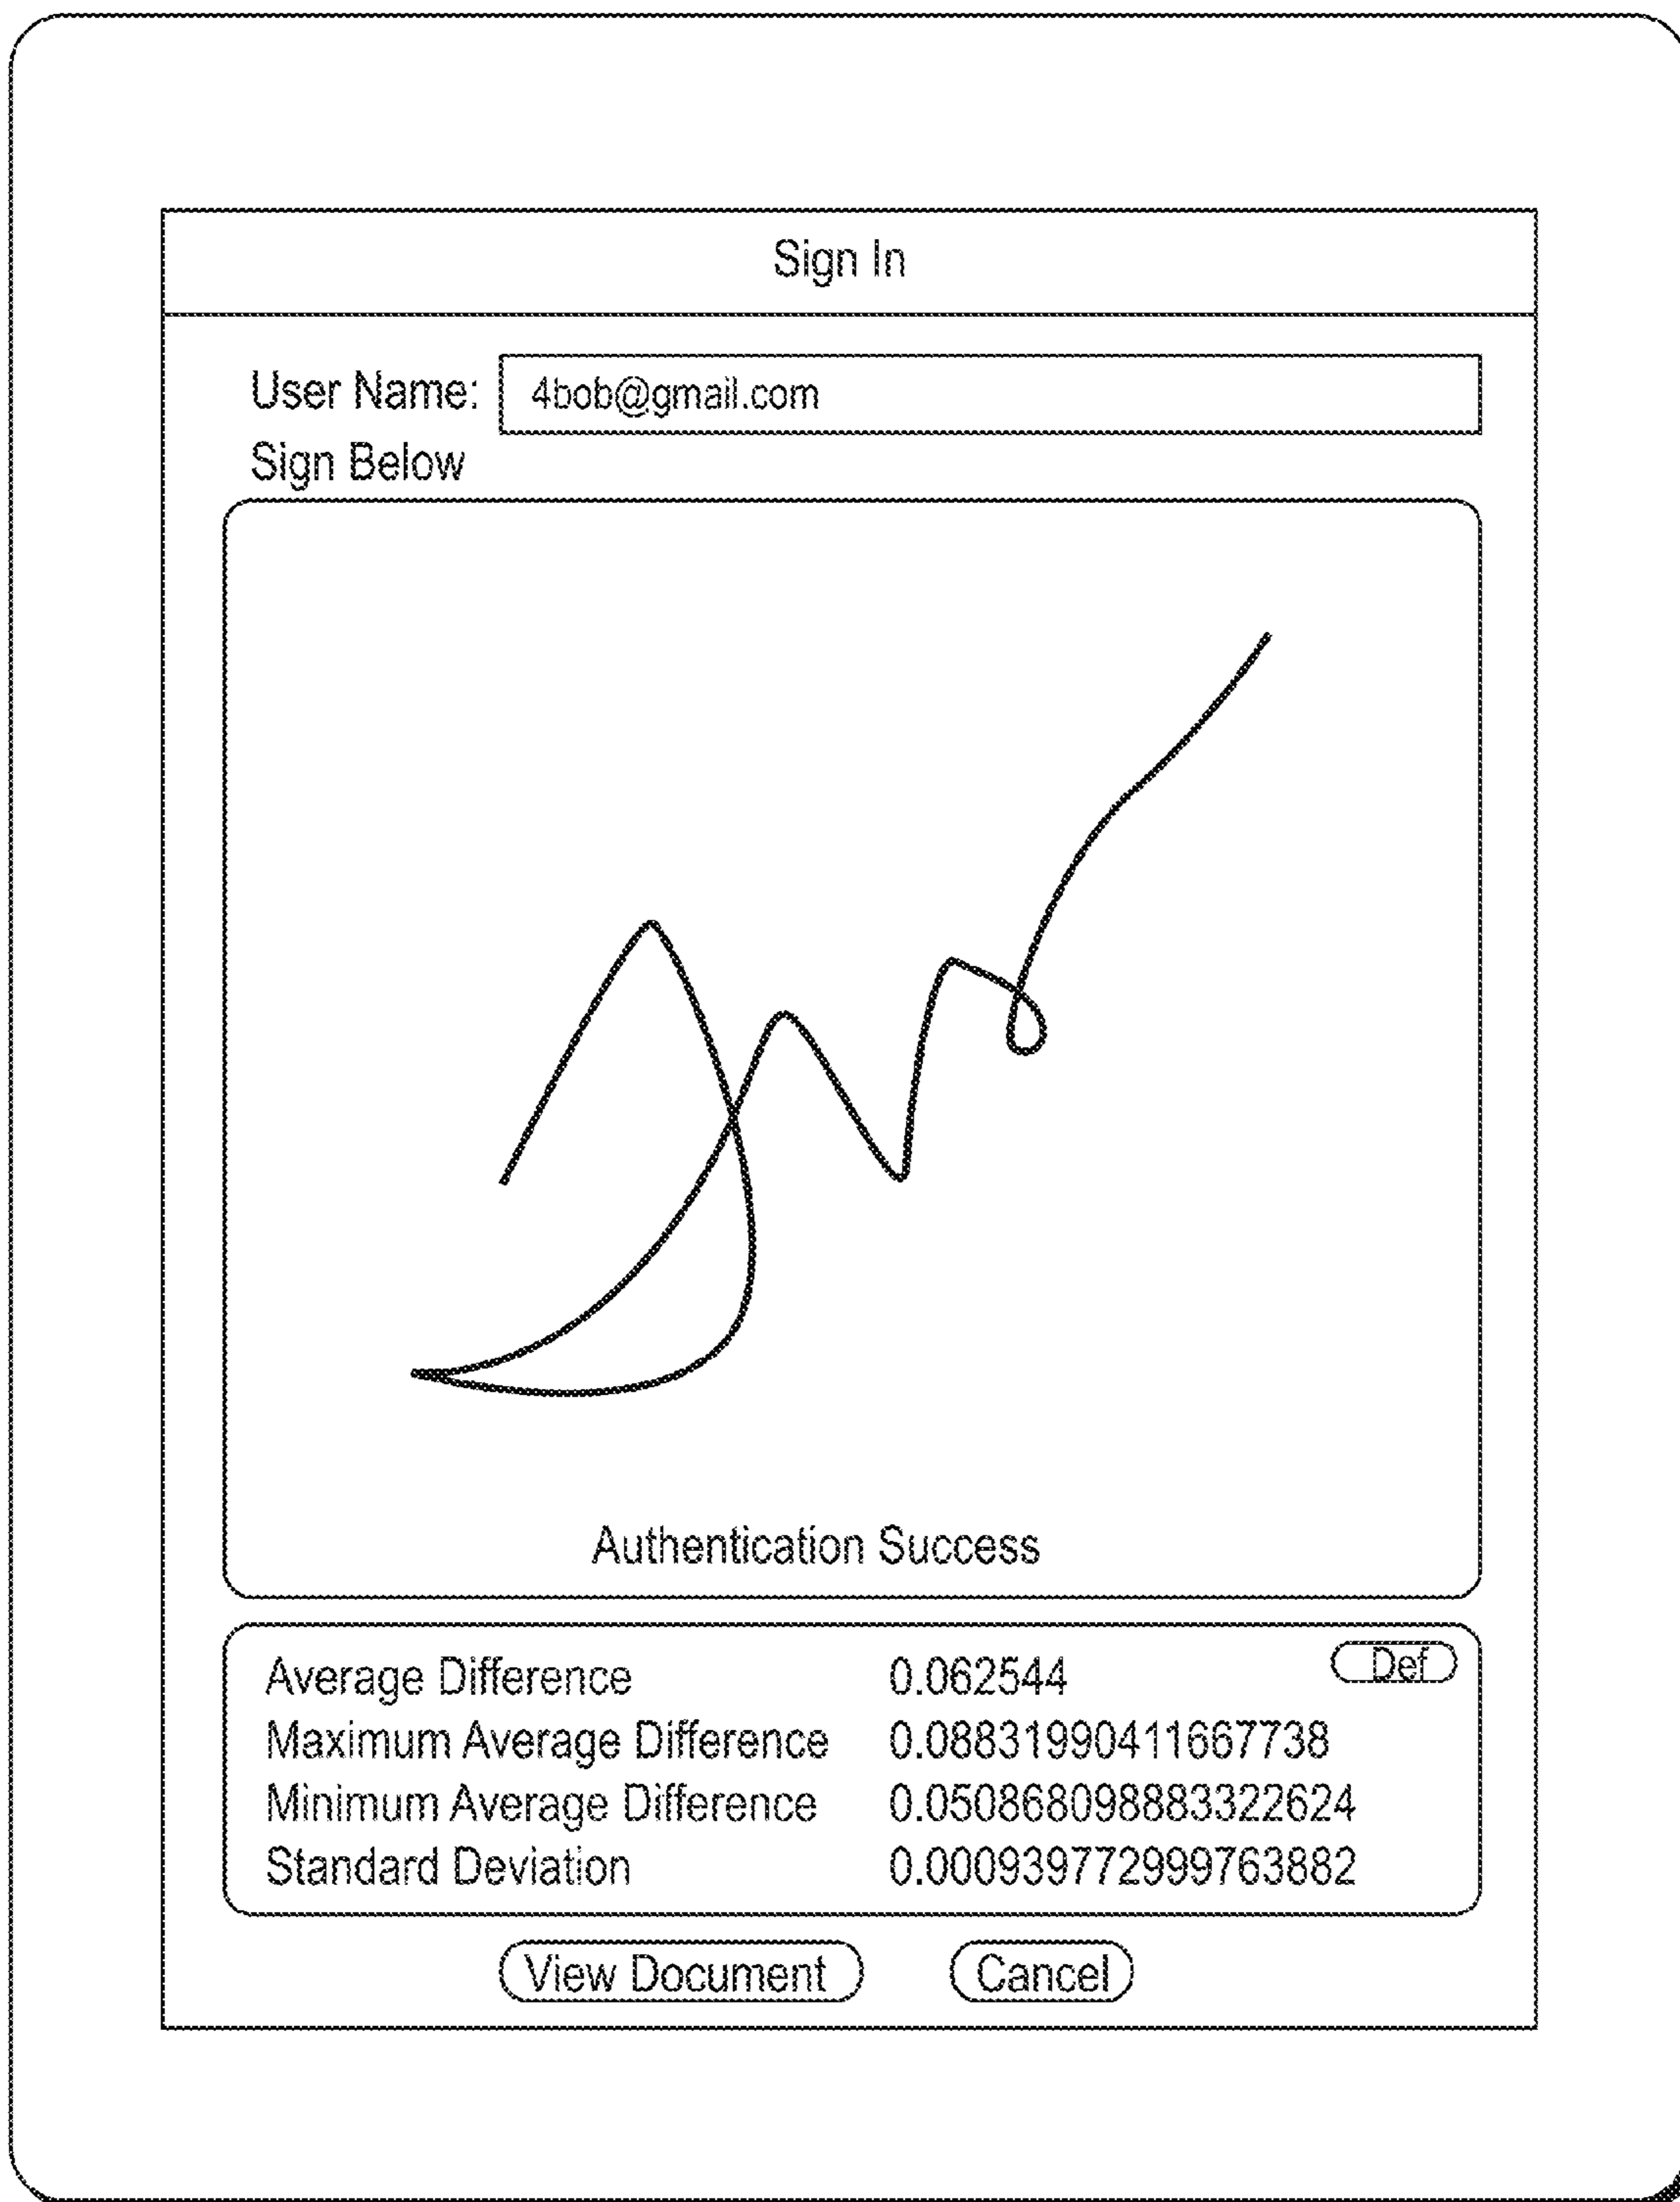 Sign In
User Name: 4bob@gmail.com
Sign Below
Authentication Success
Average Difference 0.062544 Def
Maximum Average Difference 0.08831990411667738
Minimum Average Difference 0.050868098883322624
Standard Deviation 0.000939772999763882
View Document Cancel